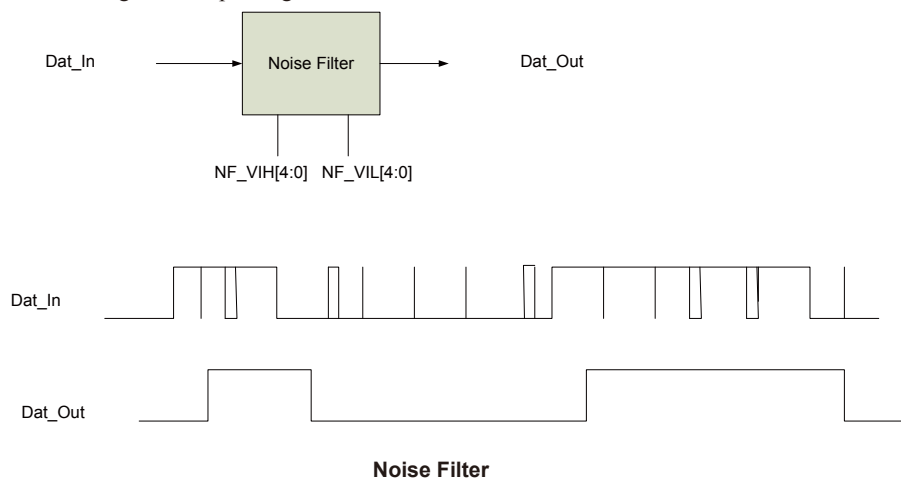 Dat_In
Noise Filter
Dat_Out
NF_VIH[4:0] NF_VIL[4:0]
Dat_In
Dat_Out
Noise Filter